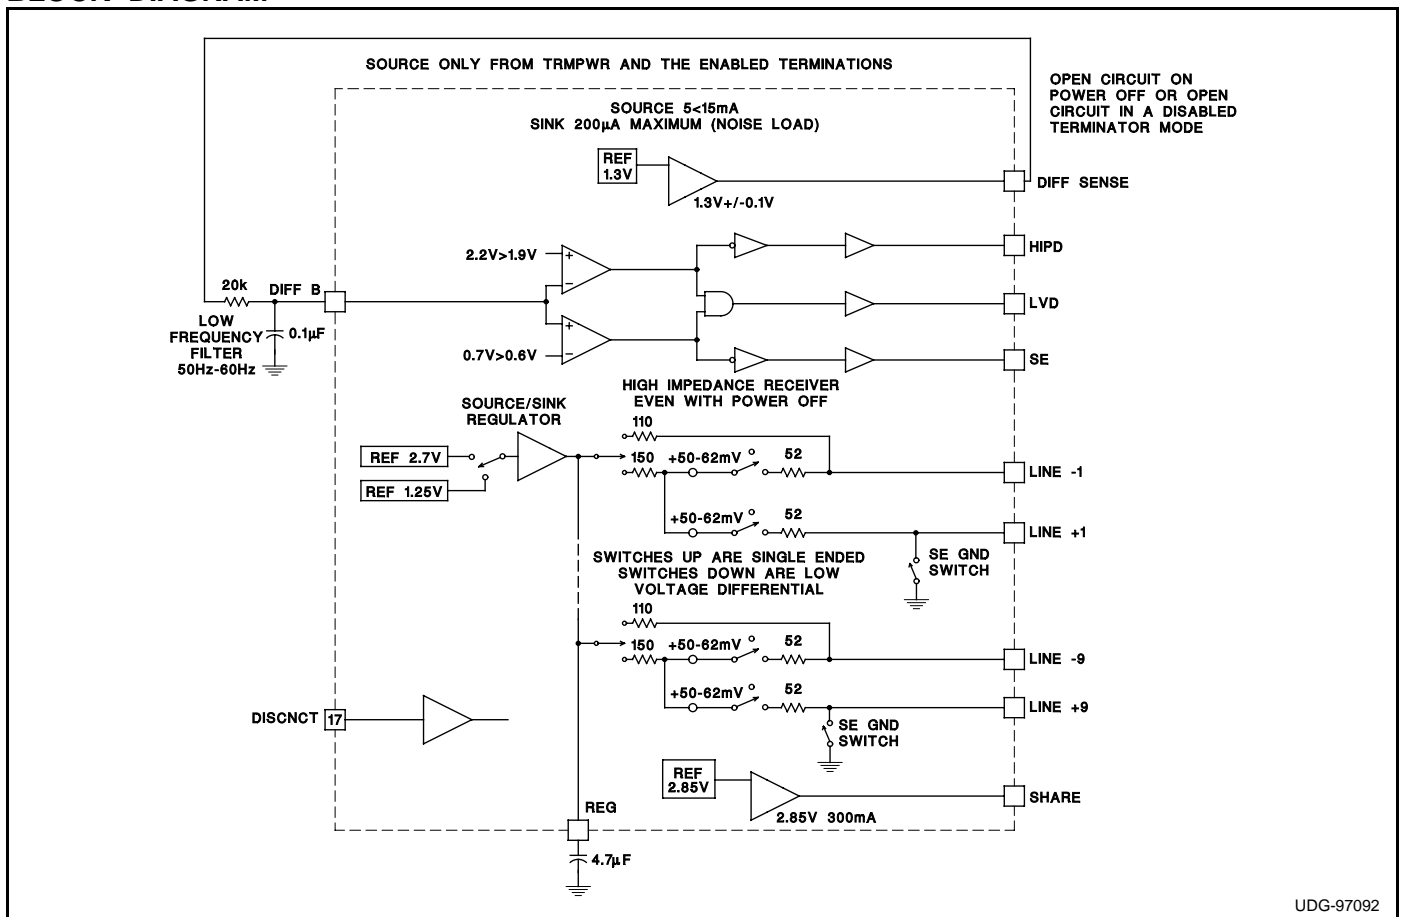 SOURCE ONLY FROM TRMPWR AND THE ENABLED TERMINATIONS
OPEN CIRCUIT ON
POWER OFF OR OPEN
CIRCUIT IN A DISABLED
TERMINATOR MODE
SOURCE 5<15mA
SINK 200µA MAXIMUM (NOISE LOAD)
REF
1.3V
1.3V+/-0.1V
DIFF SENSE
2.2V>1.9V
+
−
HIPD
20k
DIFF B
LVD
LOW
FREQUENCY
FILTER
50Hz-60Hz
0.1µF
+
−
0.7V>0.6V
SE
HIGH IMPEDANCE RECEIVER
EVEN WITH POWER OFF
SOURCE/SINK
REGULATOR
REF 2.7V
REF 1.25V
110
150
+50-62mV
52
LINE -1
+50-62mV
52
LINE +1
SE GND
SWITCH
SWITCHES UP ARE SINGLE ENDED
SWITCHES DOWN ARE LOW
VOLTAGE DIFFERENTIAL
110
150
+50-62mV
52
LINE -9
+50-62mV
52
LINE +9
SE GND
SWITCH
DISCNCT
17
REF
2.85V
2.85V 300mA
SHARE
REG
4.7µF
UDG-97092